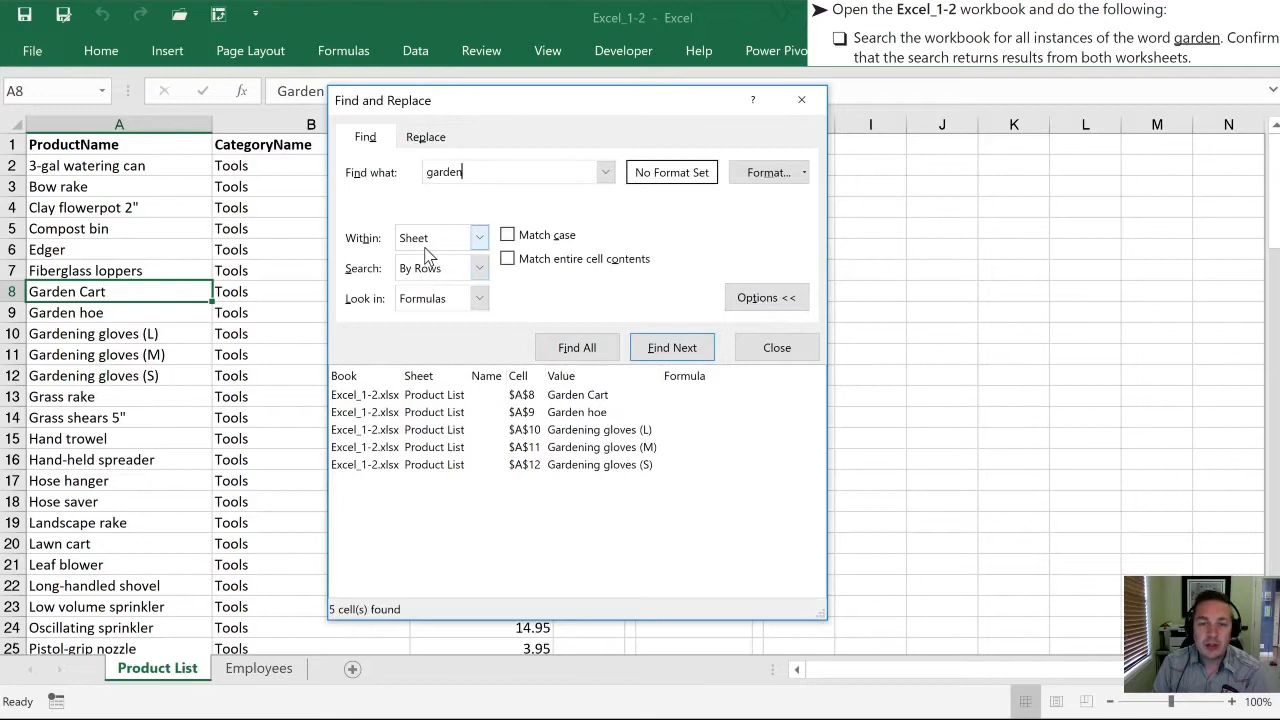 Excel_1-2 - Excel
➤ Open the Excel_1-2 workbook and do the following:
❑ Search the workbook for all instances of the word garden. Confirm
that the search returns results from both worksheets.
File Home Insert Page Layout Formulas Data Review View Developer Help Power Pivo
A8 fx Garden
A B I J K L M N
Find and Replace ?
Find Replace
Find what: garden No Format Set Format...
Within: Sheet Match case
Search: By Rows Match entire cell contents
Look in: Formulas Options <<
Find All Find Next Close
Book Sheet Name Cell Value Formula
Excel_1-2.xlsx Product List $A$8 Garden Cart
Excel_1-2.xlsx Product List $A$9 Garden hoe
Excel_1-2.xlsx Product List $A$10 Gardening gloves (L)
Excel_1-2.xlsx Product List $A$11 Gardening gloves (M)
Excel_1-2.xlsx Product List $A$12 Gardening gloves (S)
5 cell(s) found
1 ProductName CategoryName
2 3-gal watering can Tools
3 Bow rake Tools
4 Clay flowerpot 2" Tools
5 Compost bin Tools
6 Edger Tools
7 Fiberglass loppers Tools
8 Garden Cart Tools
9 Garden hoe Tools
10 Gardening gloves (L) Tools
11 Gardening gloves (M) Tools
12 Gardening gloves (S) Tools
13 Grass rake Tools
14 Grass shears 5" Tools
15 Hand trowel Tools
16 Hand-held spreader Tools
17 Hose hanger Tools
18 Hose saver Tools
19 Landscape rake Tools
20 Lawn cart Tools
21 Leaf blower Tools
22 Long-handled shovel Tools
23 Low volume sprinkler Tools
24 Oscillating sprinkler Tools 14.95
25 Pistol-grip nozzle Tools 3.95
Product List Employees
Ready 100%